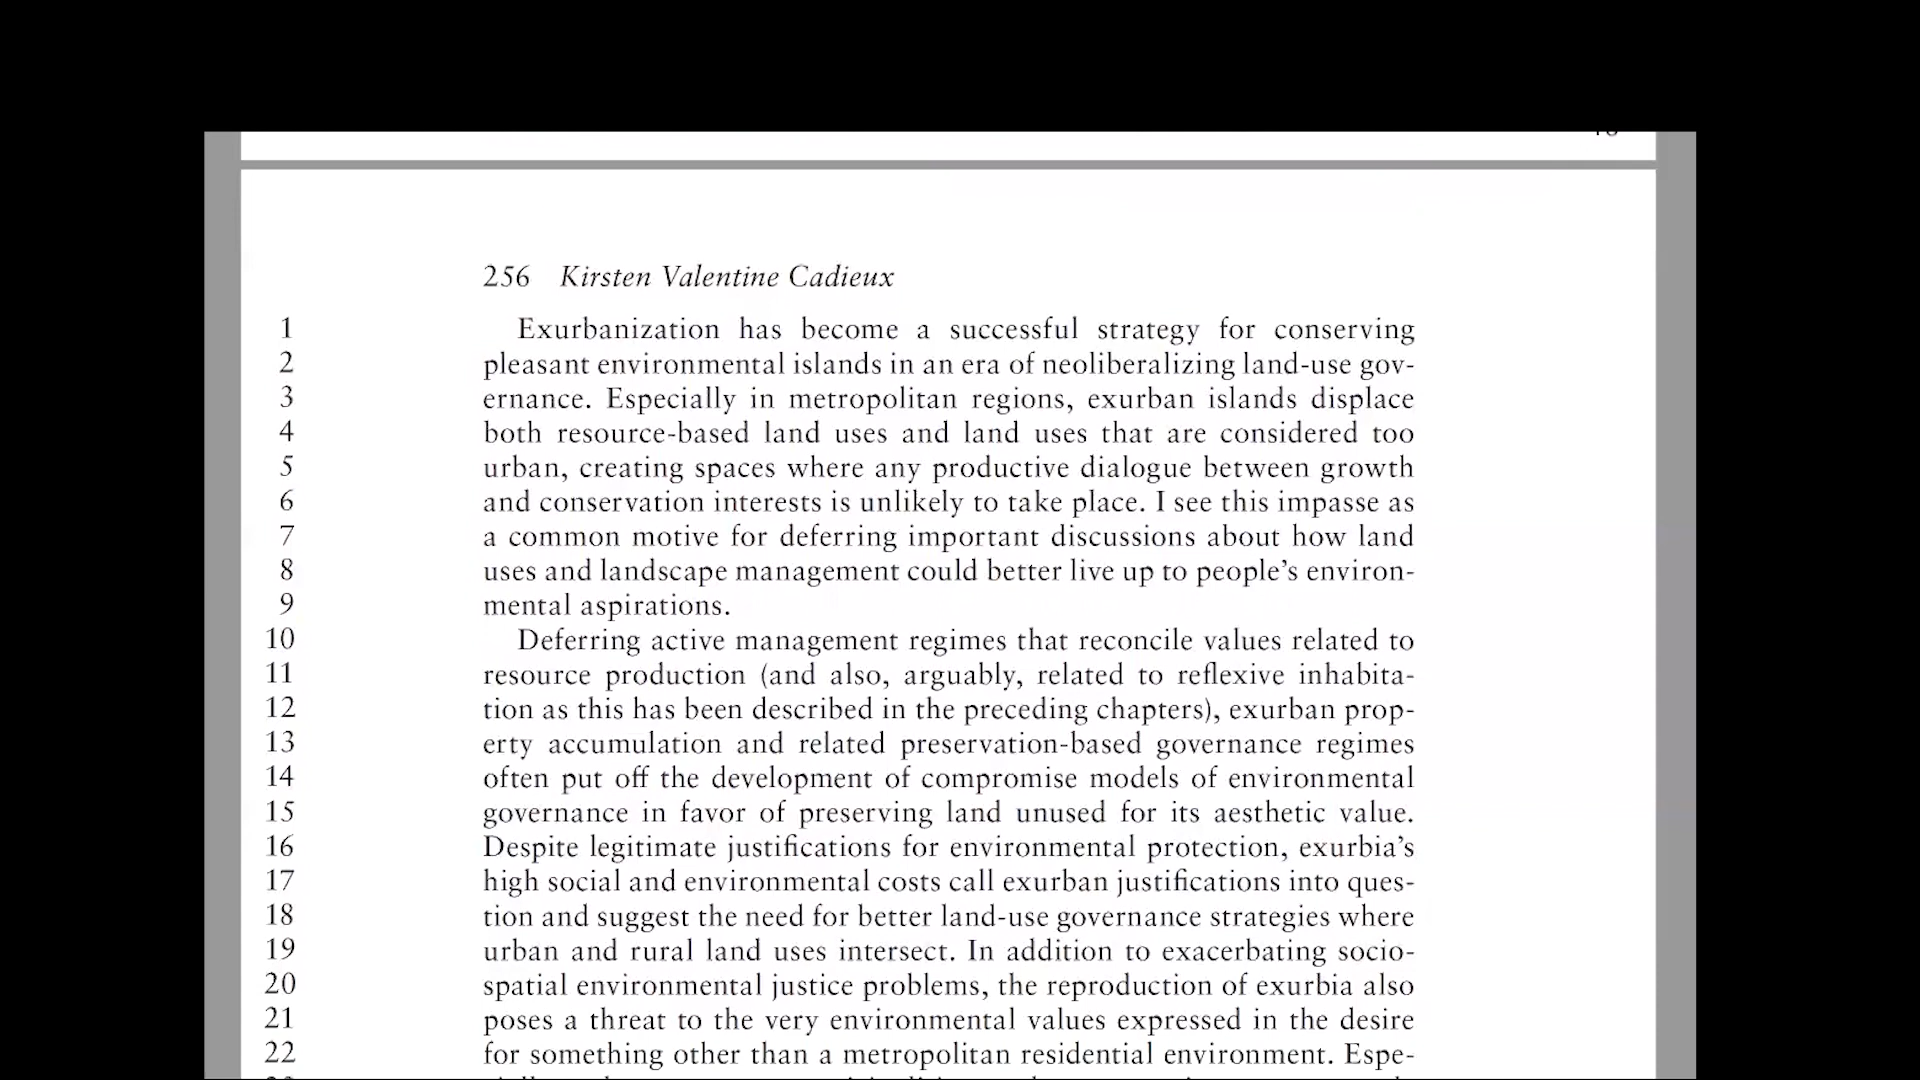 256 Kirsten Valentine Cadieux
1 Exurbanization has become a successful strategy for conserving
2 pleasant environmental islands in an era of neoliberalizing land-use gov-
3 ernance. Especially in metropolitan regions, exurban islands displace
4 both resource-based land uses and land uses that are considered too
5 urban, creating spaces where any productive dialogue between growth
6 and conservation interests is unlikely to take place. I see this impasse as
7 a common motive for deferring important discussions about how land
8 uses and landscape management could better live up to people’s environ-
9 mental aspirations.
10 Deferring active management regimes that reconcile values related to
11 resource production (and also, arguably, related to reflexive inhabita-
12 tion as this has been described in the preceding chapters), exurban prop-
13 erty accumulation and related preservation-based governance regimes
14 often put off the development of compromise models of environmental
15 governance in favor of preserving land unused for its aesthetic value.
16 Despite legitimate justifications for environmental protection, exurbia’s
17 high social and environmental costs call exurban justifications into ques-
18 tion and suggest the need for better land-use governance strategies where
19 urban and rural land uses intersect. In addition to exacerbating socio-
20 spatial environmental justice problems, the reproduction of exurbia also
21 poses a threat to the very environmental values expressed in the desire
22 for something other than a metropolitan residential environment. Espe-